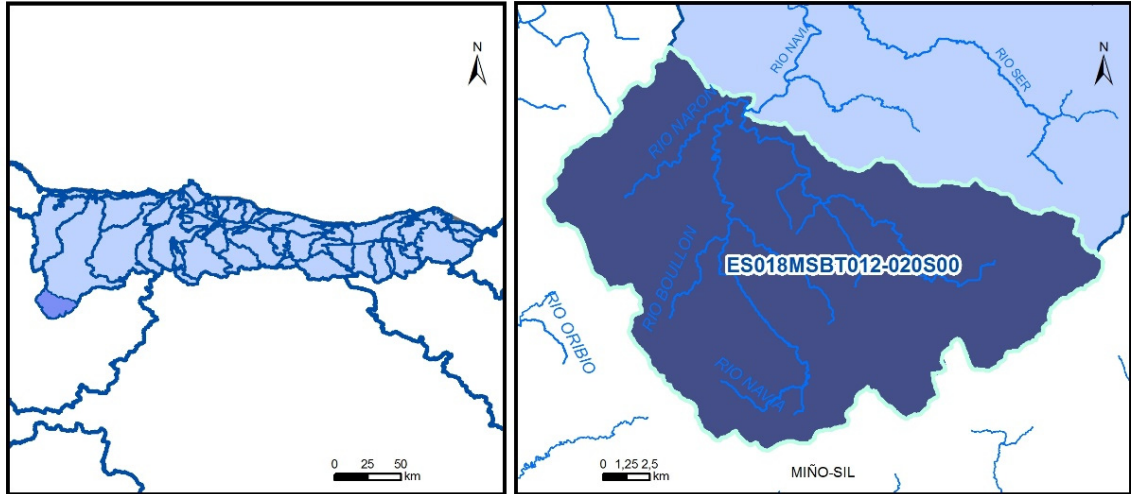 N
0 25 50
km
N
RIO NAVIA
RIO SER
RIO NARON
ES018MSBT012-020S00
RIO BOULLON
RIO ORIBIO
RIO NAVIA
0 1,25 2,5
km
MIÑO-SIL